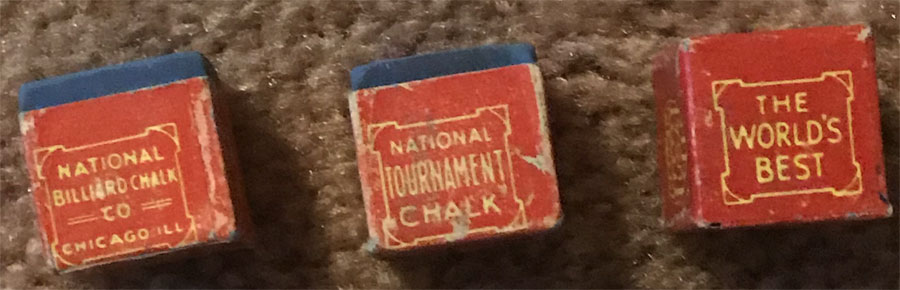 NATIONAL
BILLIARD CHALK
CO
CHICAGO ILL
NATIONAL
TOURNAMENT
CHALK
THE
WORLD'S
BEST